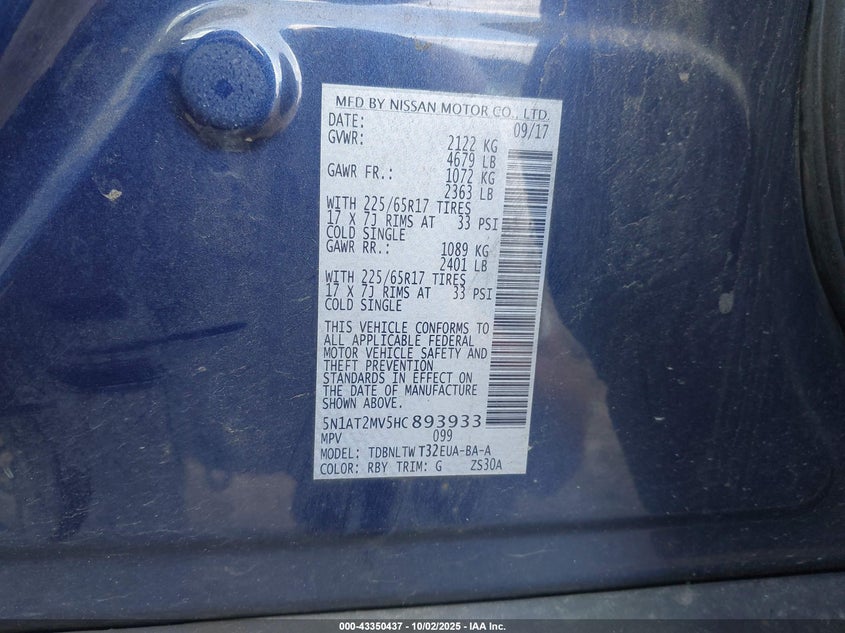 MFD BY NISSAN MOTOR CO., LTD.
DATE: 09/17
GVWR: 2122 KG
4679 LB
GAWR FR.: 1072 KG
2363 LB
WITH 225/65R17 TIRES
17 X 7J RIMS AT 33 PSI
COLD SINGLE
GAWR RR.: 1089 KG
2401 LB
WITH 225/65R17 TIRES
17 X 7J RIMS AT 33 PSI
COLD SINGLE
THIS VEHICLE CONFORMS TO
ALL APPLICABLE FEDERAL
MOTOR VEHICLE SAFETY AND
THEFT PREVENTION
STANDARDS IN EFFECT ON
THE DATE OF MANUFACTURE
SHOWN ABOVE.
5N1AT2MV5HC893933
MPV 099
MODEL: TDBNLTWT32EUA-BA-A
COLOR: RBY TRIM: G ZS30A
000-43350437 - 10/02/2025 - IAA Inc.